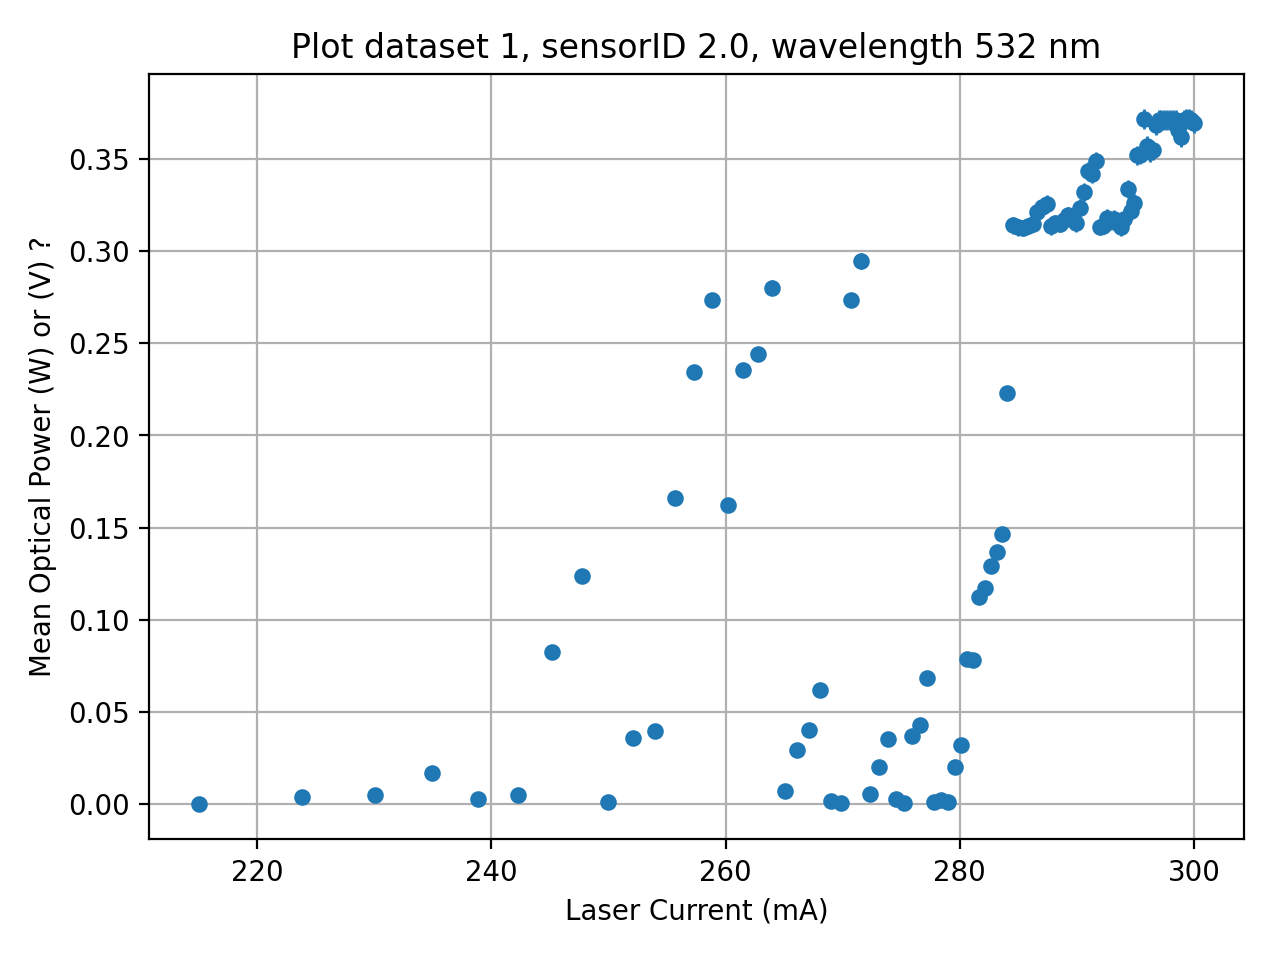 Plot dataset 1, sensorID 2.0, wavelength 532 nm
Mean Optical Power (W) or (V) ?
0.35
0.30
0.25
0.20
0.15
0.10
0.05
0.00
220 240 260 280 300
Laser Current (mA)